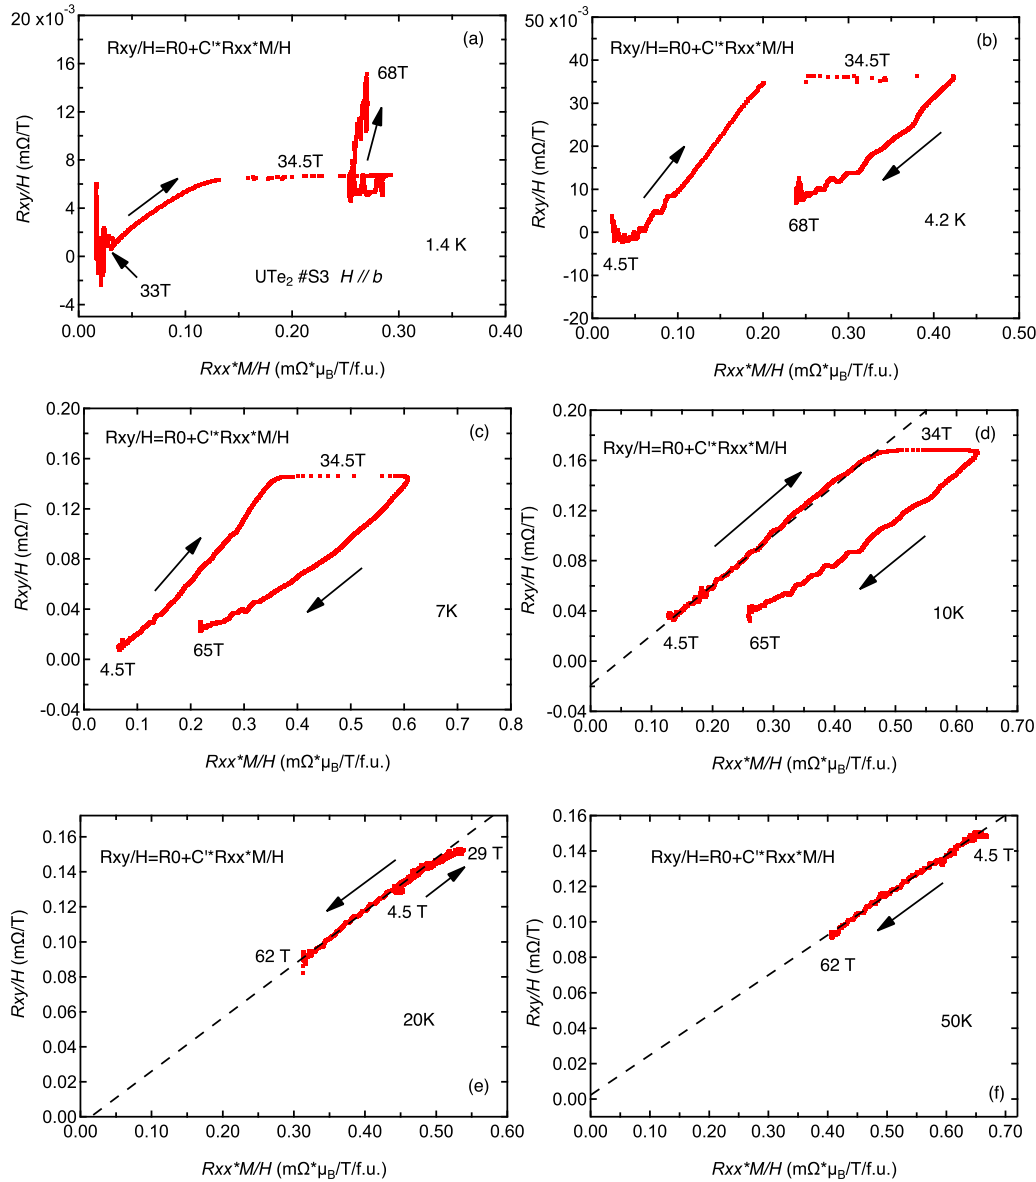 20 x10⁻³
Rxy/H=R0+C'*Rxx*M/H
(a)
68T
16
12
8
4
0
-4
34.5T
33T
1.4 K
UTe₂ #S3 H // b
0.00 0.10 0.20 0.30 0.40
Rxy/H (mΩ/T)
Rxx*M/H (mΩ*μB/T/f.u.)
50 x10⁻³
Rxy/H=R0+C'*Rxx*M/H
(b)
34.5T
40
30
20
10
0
-10
-20
68T
4.5T
4.2 K
0.00 0.10 0.20 0.30 0.40 0.50
Rxy/H (mΩ/T)
Rxx*M/H (mΩ*μB/T/f.u.)
0.20
Rxy/H=R0+C'*Rxx*M/H
(c)
34.5T
0.16
0.12
0.08
0.04
0.00
-0.04
4.5T
65T
7K
0.0 0.1 0.2 0.3 0.4 0.5 0.6 0.7 0.8
Rxy/H (mΩ/T)
Rxx*M/H (mΩ*μB/T/f.u.)
0.20
Rxy/H=R0+C'*Rxx*M/H
34T
(d)
0.16
0.12
0.08
0.04
0.00
-0.04
4.5T
65T
10K
0.00 0.10 0.20 0.30 0.40 0.50 0.60 0.70
Rxy/H (mΩ/T)
Rxx*M/H (mΩ*μB/T/f.u.)
0.16
0.14
0.12
0.10
0.08
0.06
0.04
0.02
0.00
Rxy/H=R0+C'*Rxx*M/H
29 T
4.5 T
62 T
20K
(e)
0.00 0.10 0.20 0.30 0.40 0.50 0.60
Rxy/H (mΩ/T)
Rxx*M/H (mΩ*μB/T/f.u.)
0.16
0.14
0.12
0.10
0.08
0.06
0.04
0.02
0.00
Rxy/H=R0+C'*Rxx*M/H
4.5 T
62 T
50K
(f)
0.00 0.10 0.20 0.30 0.40 0.50 0.60 0.70
Rxy/H (mΩ/T)
Rxx*M/H (mΩ*μB/T/f.u.)